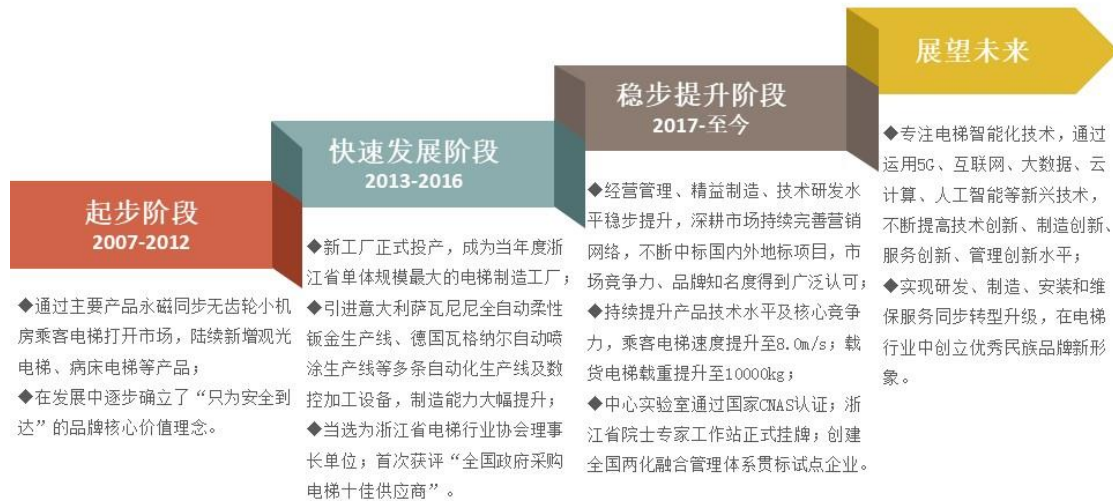 起步阶段
2007-2012
◆通过主要产品永磁同步无齿轮小机
房乘客电梯打开市场，陆续新增观光
电梯、病床电梯等产品；
◆在发展中逐步确立了“只为安全到
达”的品牌核心价值理念。
快速发展阶段
2013-2016
◆新工厂正式投产，成为当年度浙
江省单体规模最大的电梯制造工厂；
◆引进意大利萨瓦尼尼全自动柔性
钣金生产线、德国瓦格纳尔自动喷
涂生产线等多条自动化生产线及数
控加工设备，制造能力大幅提升；
◆当选为浙江省电梯行业协会理事
长单位；首次获评“全国政府采购
电梯十佳供应商”。
稳步提升阶段
2017-至今
◆经营管理、精益制造、技术研发水
平稳步提升，深耕市场持续完善营销
网络，不断中标国内外地标项目，市
场竞争力、品牌知名度得到广泛认可；
◆持续提升产品技术水平及核心竞争
力，乘客电梯速度提升至8.0m/s；载
货电梯载重提升至10000kg；
◆中心实验室通过国家CNAS认证；浙
江省院士专家工作站正式挂牌；创建
全国两化融合管理体系贯标试点企业。
展望未来
◆专注电梯智能化技术，通过
运用5G、互联网、大数据、云
计算、人工智能等新兴技术，
不断提高技术创新、制造创新、
服务创新、管理创新水平；
◆实现研发、制造、安装和维
保服务同步转型升级，在电梯
行业中创立优秀民族品牌新形
象。